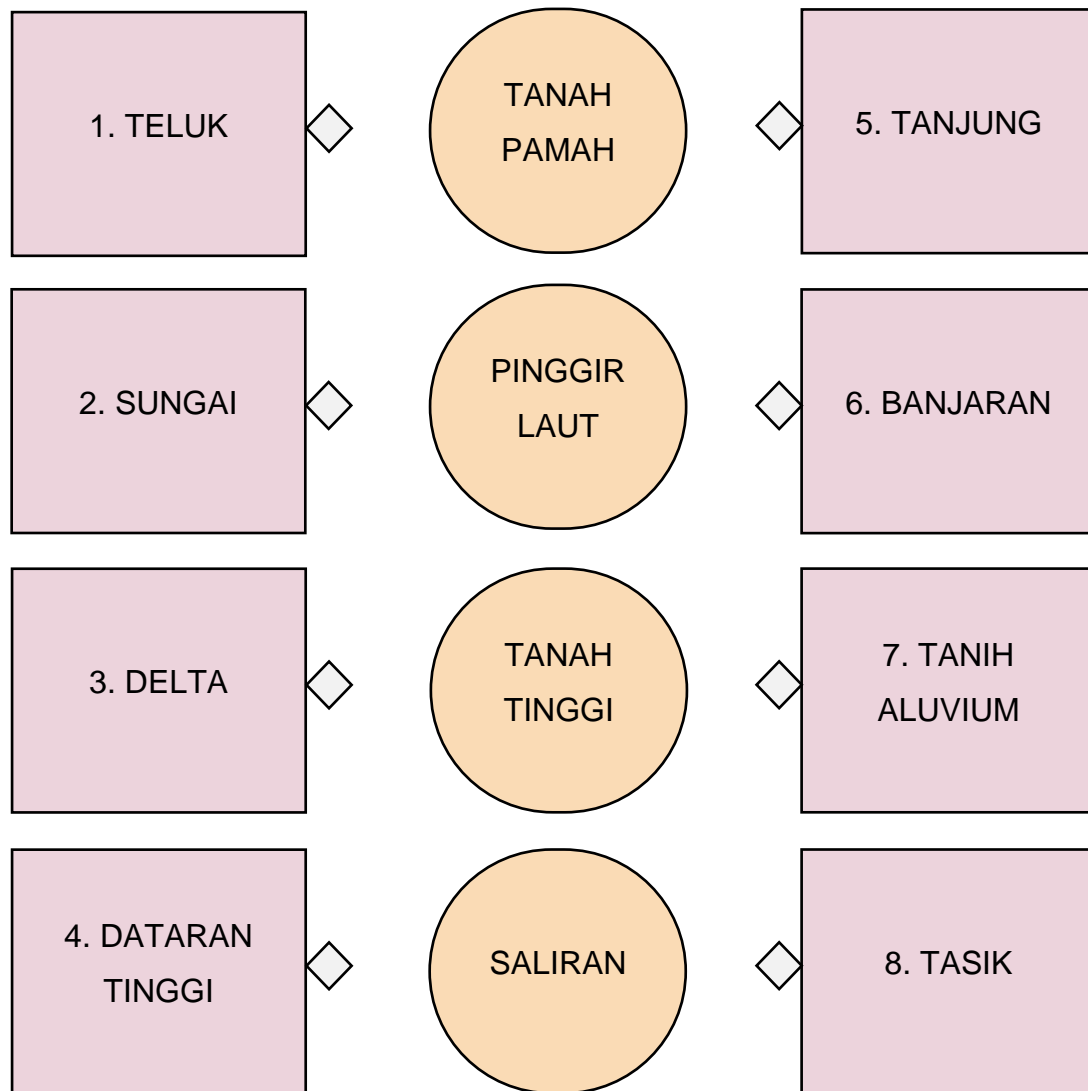 1. TELUK
TANAH
PAMAH
5. TANJUNG
2. SUNGAI
PINGGIR
LAUT
6. BANJARAN
3. DELTA
TANAH
TINGGI
7. TANIH
ALUVIUM
4. DATARAN
TINGGI
SALIRAN
8. TASIK